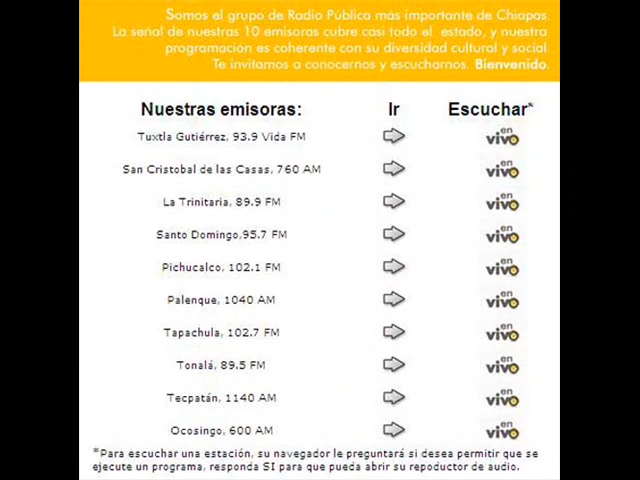 Somos el grupo de Radio Pública más importante de Chiapas.
La señal de nuestras 10 emisoras cubre casi todo el estado, y nuestra
programación es coherente con su diversidad cultural y social.
Te invitamos a conocernos y escucharnos. Bienvenido.
Nuestras emisoras: Ir Escuchar*
Tuxtla Gutiérrez, 93.9 Vida FM en vivo
San Cristobal de las Casas, 760 AM en vivo
La Trinitaria, 89.9 FM en vivo
Santo Domingo,95.7 FM en vivo
Pichucalco, 102.1 FM en vivo
Palenque, 1040 AM en vivo
Tapachula, 102.7 FM en vivo
Tonalá, 89.5 FM en vivo
Tecpatán, 1140 AM en vivo
Ocosingo, 600 AM en vivo
*Para escuchar una estación, su navegador le preguntará si desea permitir que se
ejecute un programa, responda SI para que pueda abrir su repoductor de audio.